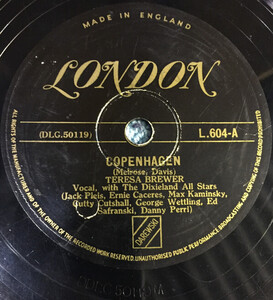 MADE IN ENGLAND
LONDON
(DLG.50119)
L.604-A
COPENHAGEN
(Melrose, Davis)
TERESA BREWER
Vocal, with The Dixieland All Stars
(Jack Pleis, Ernie Caceres, Max Kaminsky,
Cutty Cutshall, George Wettling, Ed
Safranski, Danny Perri)
DAREWSKI
ALL RIGHTS OF THE MANUFACTURER AND OF THE OWNER OF THE RECORDED WORK RESERVED UNAUTHORISED PUBLIC PERFORMANCE BROADCASTING AND COPYING OF THIS RECORD PROHIBITED